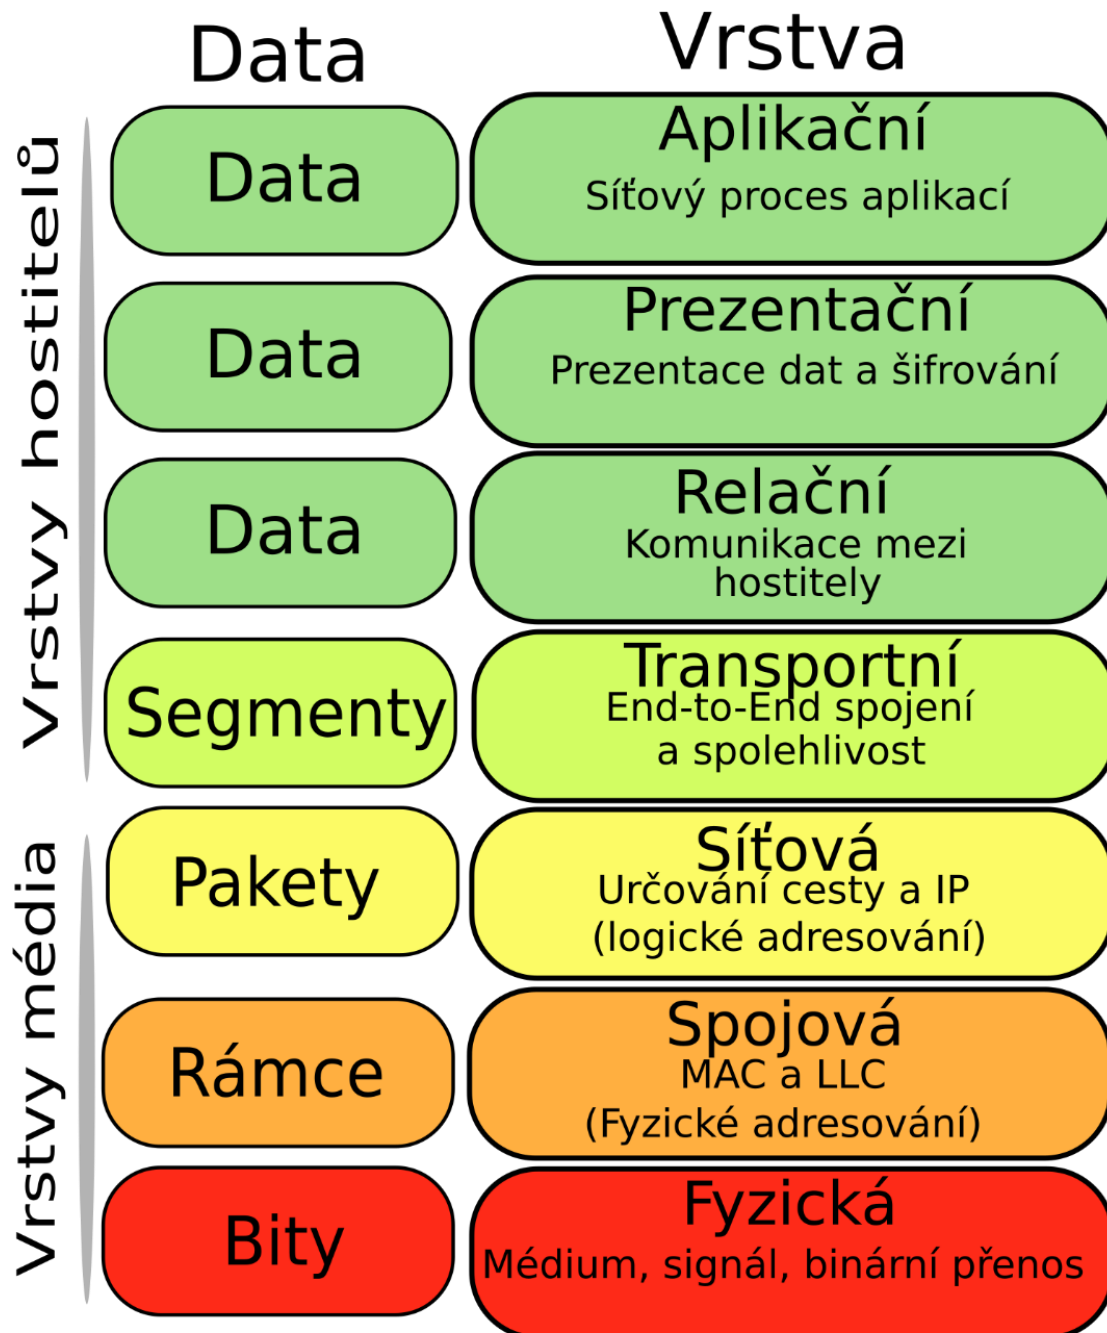 Data
Vrstva
Vrstvy hostitelů
Data
Aplikační
Síťový proces aplikací
Data
Prezentační
Prezentace dat a šifrování
Data
Relační
Komunikace mezi
hostitely
Segmenty
Transportní
End-to-End spojení
a spolehlivost
Vrstvy média
Pakety
Síťová
Určování cesty a IP
(logické adresování)
Rámce
Spojová
MAC a LLC
(Fyzické adresování)
Bity
Fyzická
Médium, signál, binární přenos